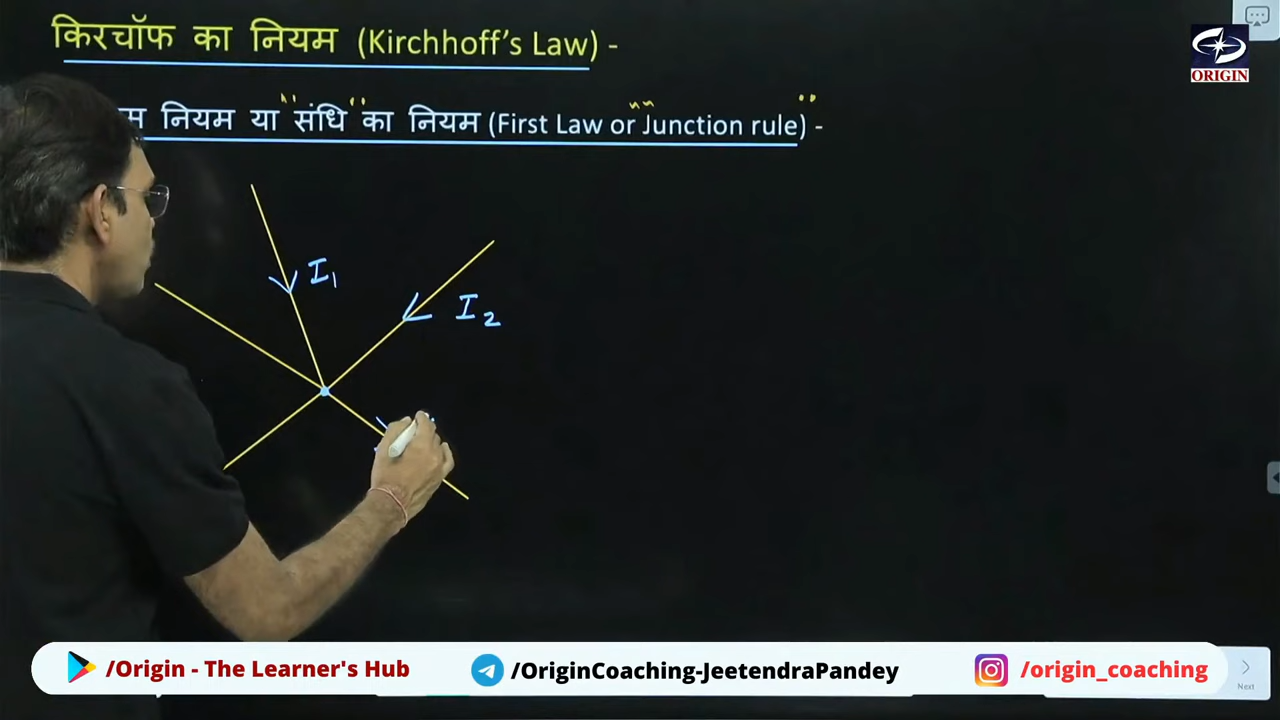 किरचॉफ का नियम (Kirchhoff’s Law) -
ORIGIN
नियम या "संधि" का नियम (First Law or "Junction rule") -
I₁
I₂
/Origin - The Learner's Hub
/OriginCoaching-JeetendraPandey
/origin_coaching
Next